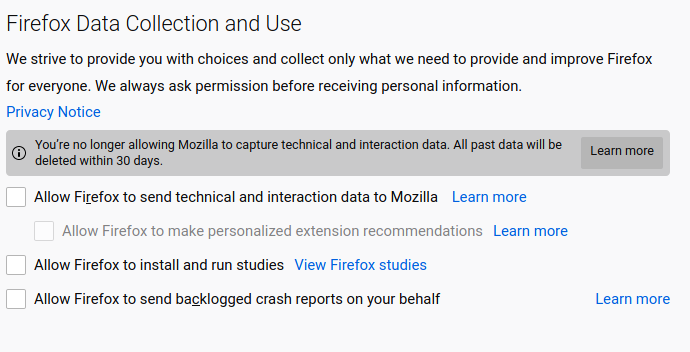 Firefox Data Collection and Use
We strive to provide you with choices and collect only what we need to provide and improve Firefox
for everyone. We always ask permission before receiving personal information.
Privacy Notice
You’re no longer allowing Mozilla to capture technical and interaction data. All past data will be
deleted within 30 days.
Learn more
Allow Firefox to send technical and interaction data to Mozilla Learn more
Allow Firefox to make personalized extension recommendations Learn more
Allow Firefox to install and run studies View Firefox studies
Allow Firefox to send backlogged crash reports on your behalf Learn more